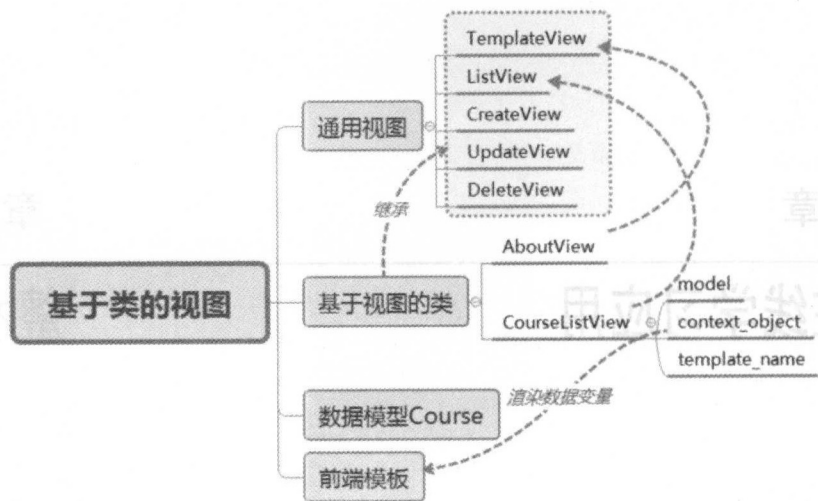 TemplateView
ListView
通用视图
CreateView
UpdateView
DeleteView
继承
AboutView
基于类的视图
基于视图的类
model
CourseListView
context_object
template_name
渲染数据变量
数据模型Course
前端模板
章